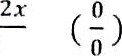 2x ( 0/0 )